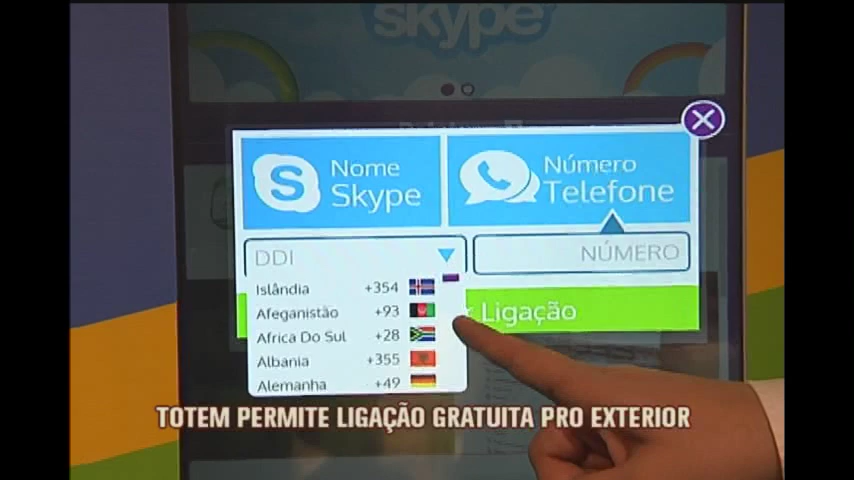 skype
Nome
Skype
Número
Telefone
DDI
NÚMERO
Islândia +354
Afeganistão +93
Africa Do Sul +28
Albania +355
Alemanha +49
Ligação
TOTEM PERMITE LIGAÇÃO GRATUITA PRO EXTERIOR